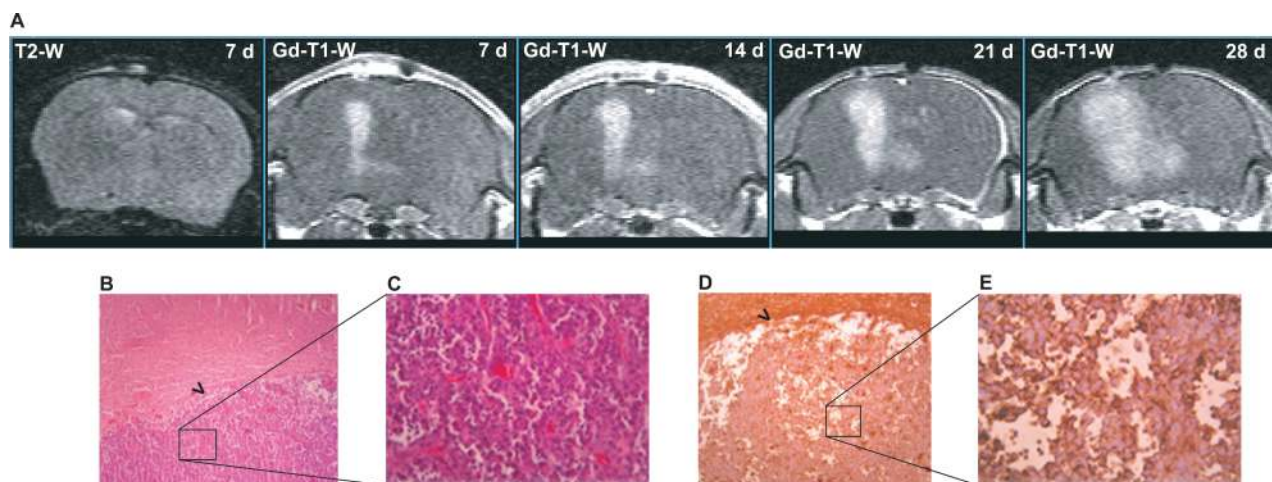 A
T2-W 7 d
Gd-T1-W 7 d
Gd-T1-W 14 d
Gd-T1-W 21 d
Gd-T1-W 28 d
B
C
D
E